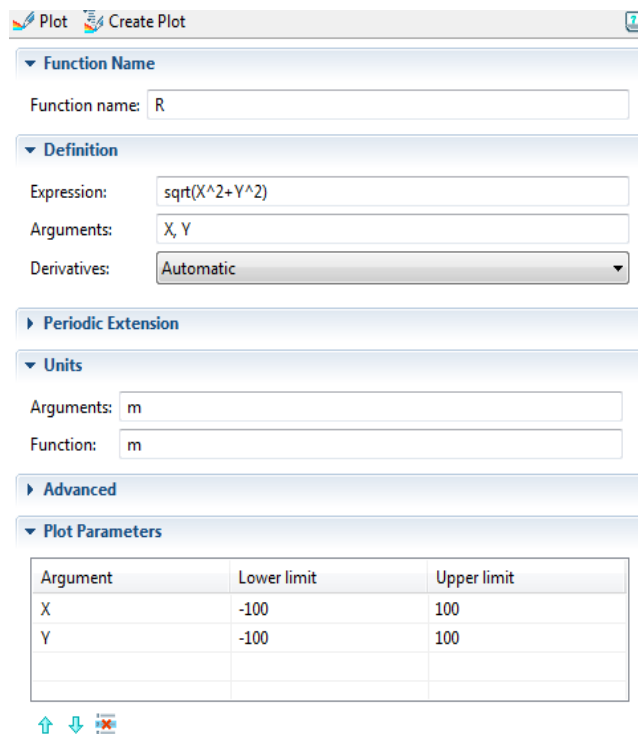 Plot Create Plot
Function Name
Function name: R
Definition
Expression: sqrt(X^2+Y^2)
Arguments: X, Y
Derivatives: Automatic
Periodic Extension
Units
Arguments: m
Function: m
Advanced
Plot Parameters
Argument Lower limit Upper limit
X -100 100
Y -100 100